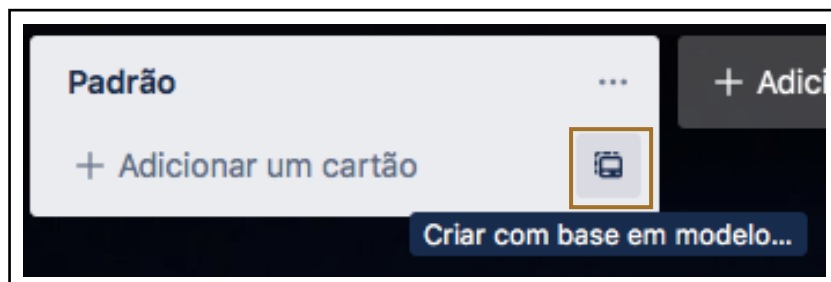 Padrão
+ Adici
+ Adicionar um cartão
Criar com base em modelo...